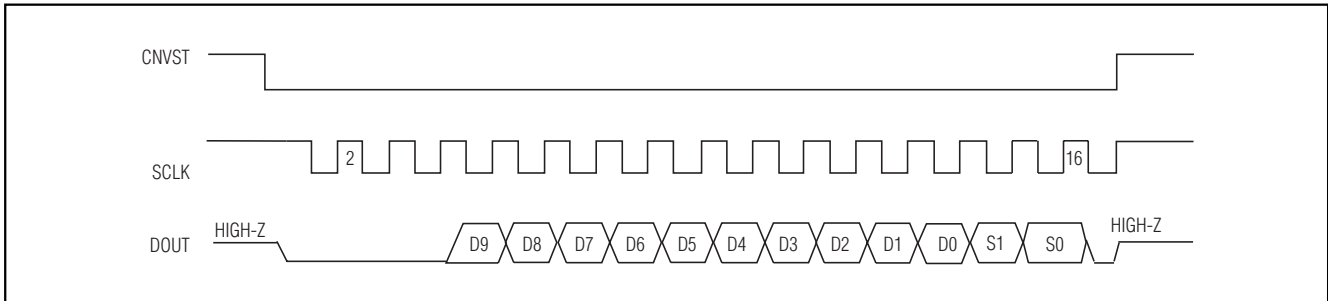 CNVST
SCLK 2 16
DOUT HIGH-Z D9 D8 D7 D6 D5 D4 D3 D2 D1 D0 S1 S0 HIGH-Z